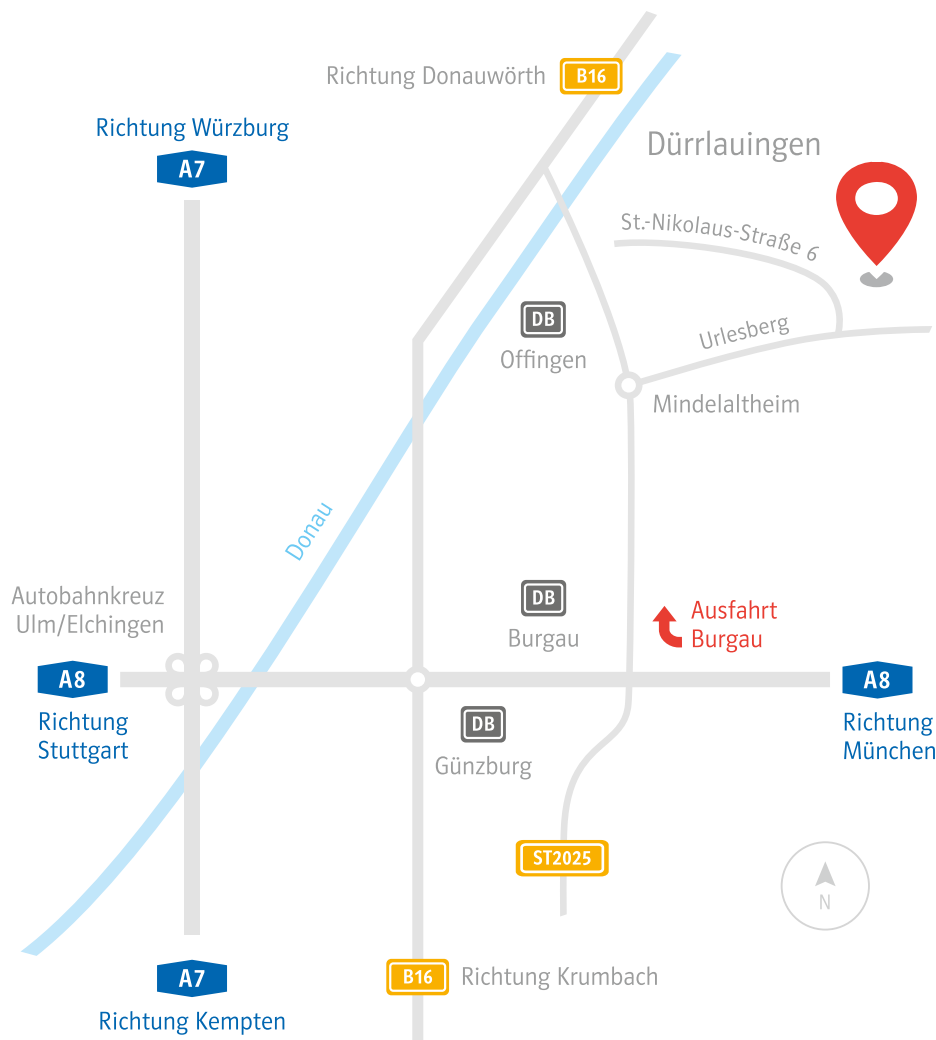 Richtung Donauwörth
B16
Richtung Würzburg
A7
Dürrlauingen
St.-Nikolaus-Straße 6
DB
Offingen
Urlesberg
Mindelaltheim
Donau
Autobahnkreuz
Ulm/Elchingen
DB
Burgau
Ausfahrt
Burgau
A8
Richtung
Stuttgart
A8
Richtung
München
DB
Günzburg
ST2025
N
A7
Richtung Kempten
B16
Richtung Krumbach